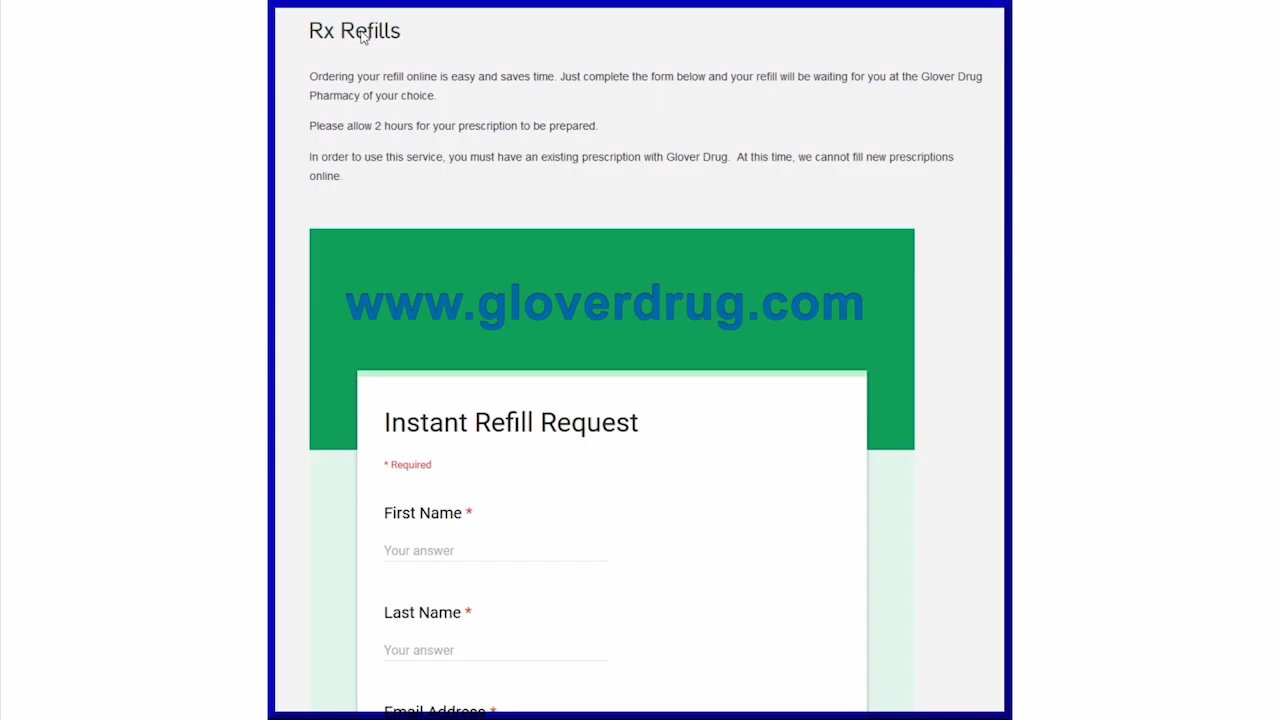 Rx Refills
Ordering your refill online is easy and saves time. Just complete the form below and your refill will be waiting for you at the Glover Drug
Pharmacy of your choice.
Please allow 2 hours for your prescription to be prepared.
In order to use this service, you must have an existing prescription with Glover Drug.  At this time, we cannot fill new prescriptions
online.
www.gloverdrug.com
Instant Refill Request
* Required
First Name *
Your answer
Last Name *
Your answer
Email Address *